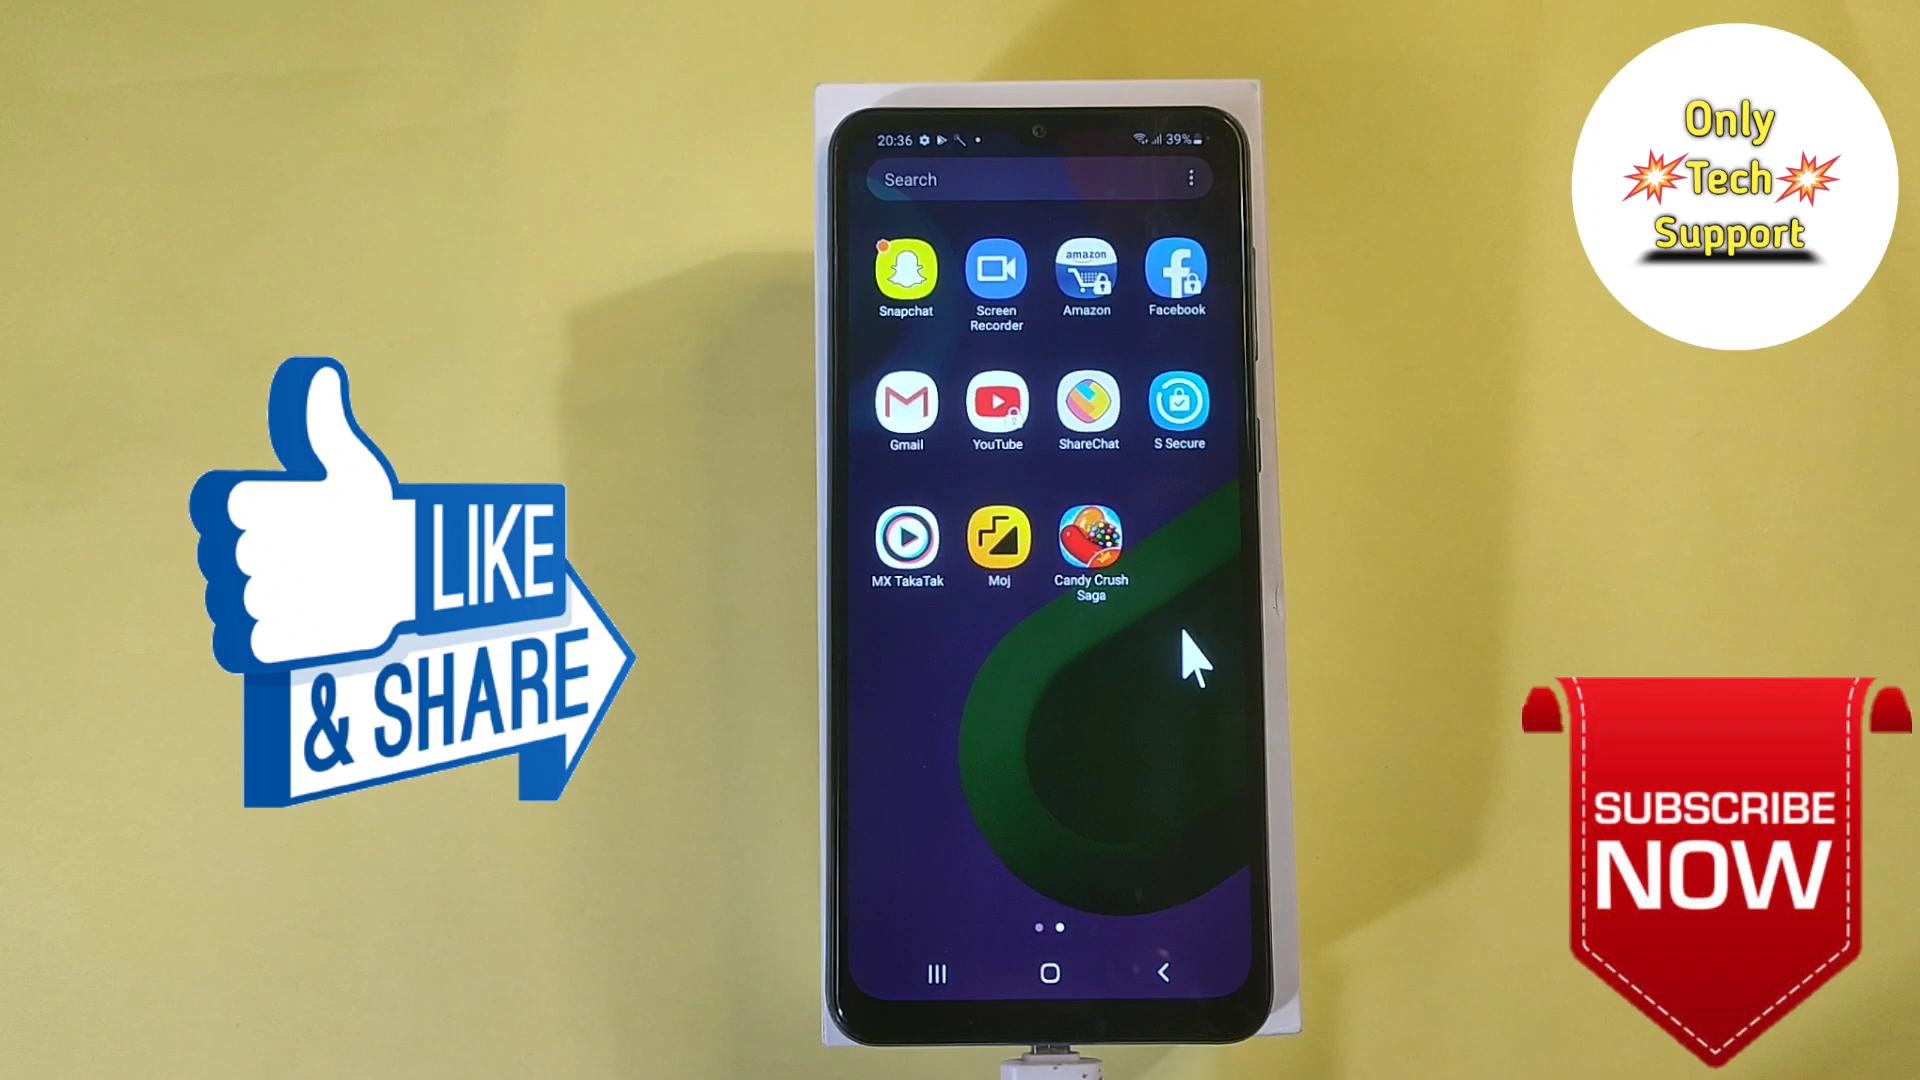 Only
Tech
Support
20:36
39%
Search
Snapchat
Screen
Recorder
amazon
Amazon
Facebook
Gmail
YouTube
ShareChat
S Secure
MX TakaTak
Moj
Candy Crush
Saga
LIKE
& SHARE
SUBSCRIBE
NOW